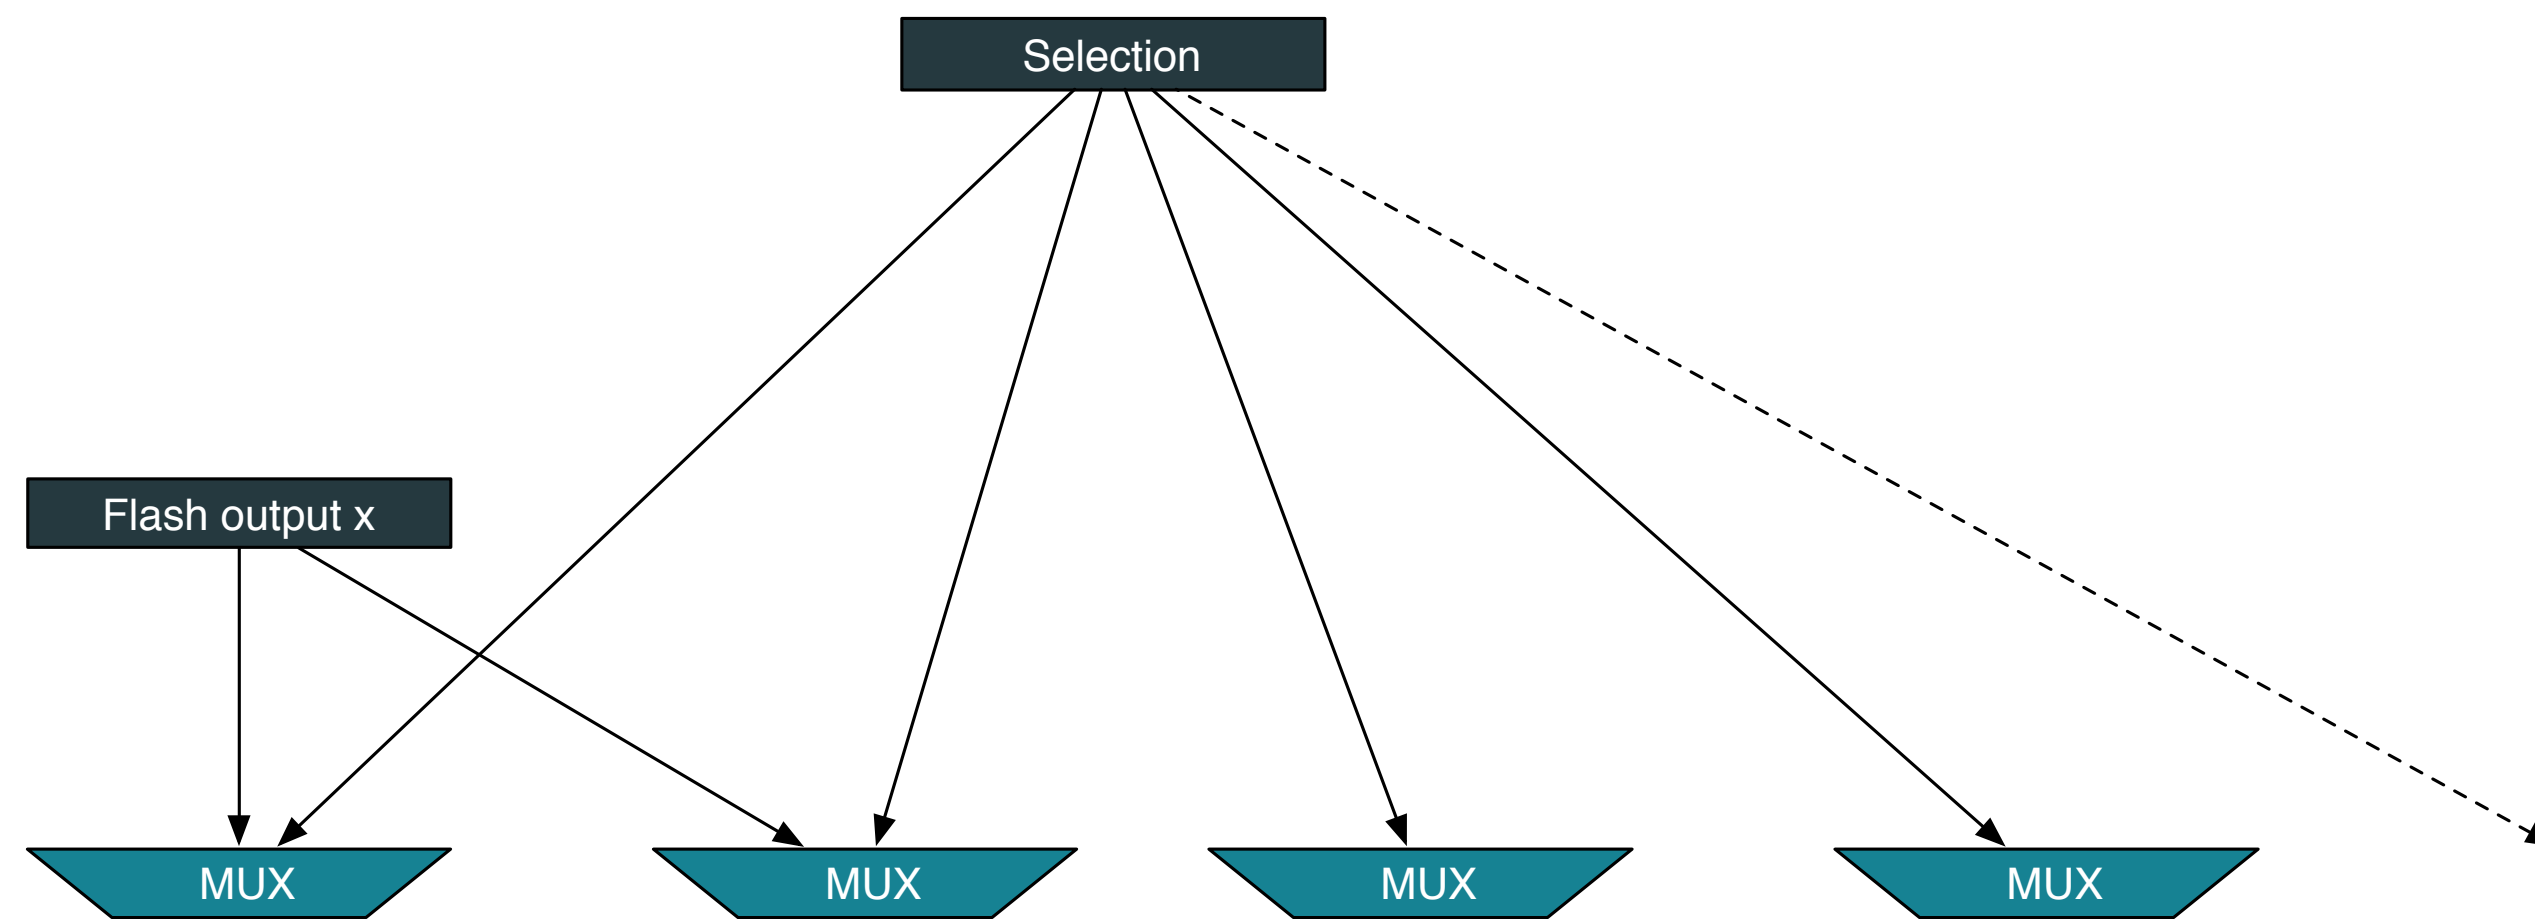 Selection
Flash output x
MUX
MUX
MUX
MUX